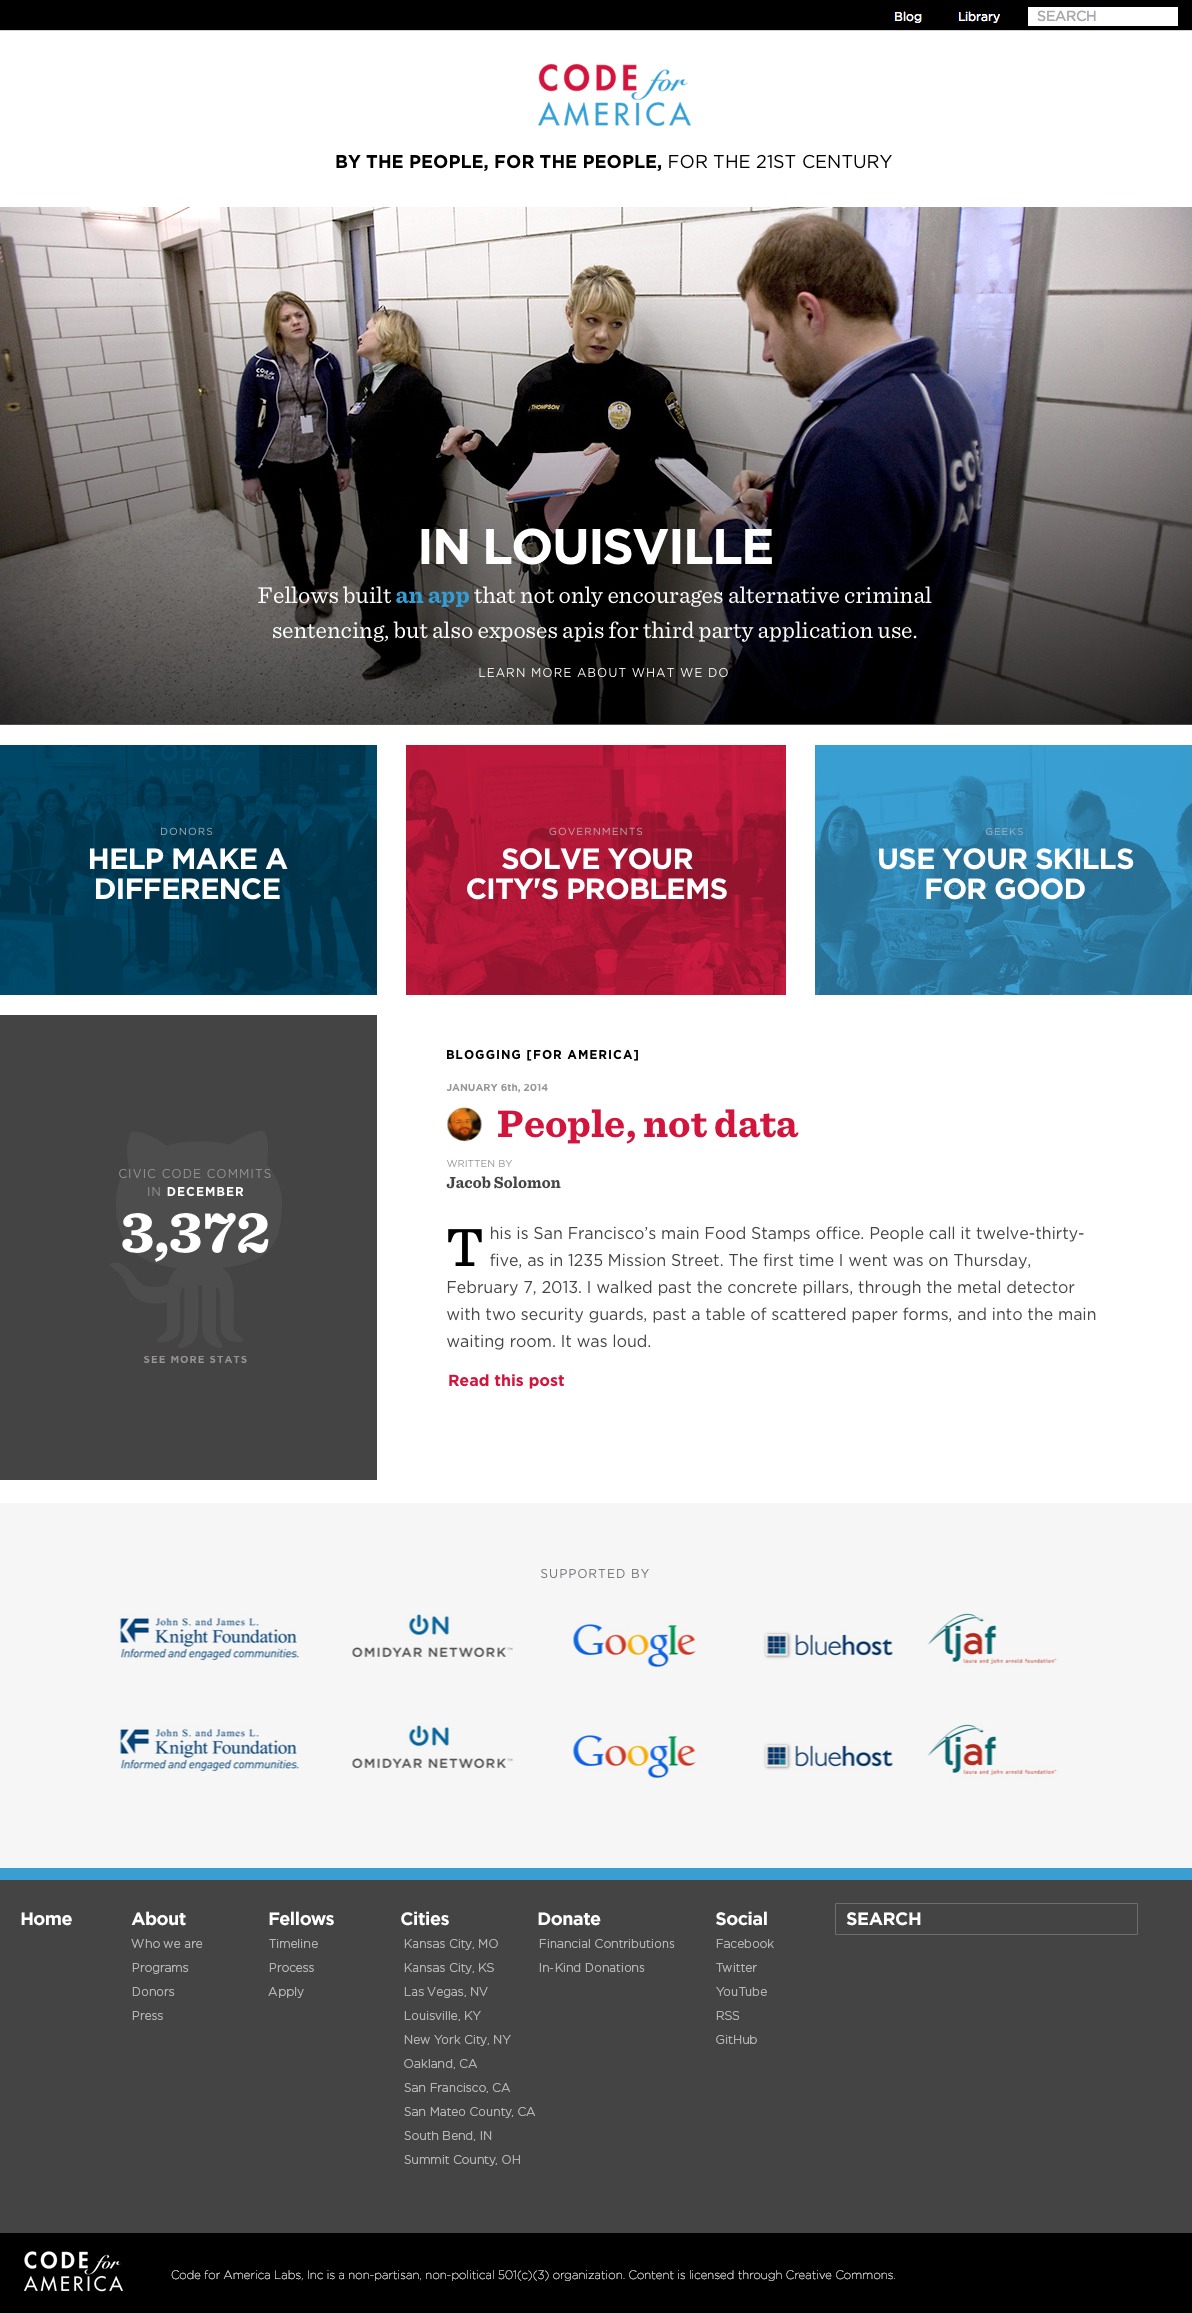 Blog Library SEARCH
CODE for
AMERICA
BY THE PEOPLE, FOR THE PEOPLE, FOR THE 21ST CENTURY
CODE
AMERICA
THOMPSON
IN LOUISVILLE
Fellows built an app that not only encourages alternative criminal
sentencing, but also exposes apis for third party application use.
LEARN MORE ABOUT WHAT WE DO
CODE for
AMERICA
DONORS
HELP MAKE A
DIFFERENCE
GOVERNMENTS
SOLVE YOUR
CITY'S PROBLEMS
GEEKS
USE YOUR SKILLS
FOR GOOD
CIVIC CODE COMMITS
IN DECEMBER
3,372
SEE MORE STATS
BLOGGING [FOR AMERICA]
JANUARY 6th, 2014
People, not data
WRITTEN BY
Jacob Solomon
This is San Francisco’s main Food Stamps office. People call it twelve-thirty-
five, as in 1235 Mission Street. The first time I went was on Thursday,
February 7, 2013. I walked past the concrete pillars, through the metal detector
with two security guards, past a table of scattered paper forms, and into the main
waiting room. It was loud.
Read this post
SUPPORTED BY
John S. and James L.
Knight Foundation
Informed and engaged communities.
ON
OMIDYAR NETWORK™
Google
bluehost
ljaf
laura and john arnold foundation
John S. and James L.
Knight Foundation
Informed and engaged communities.
ON
OMIDYAR NETWORK™
Google
bluehost
ljaf
laura and john arnold foundation
Home
About
Who we are
Programs
Donors
Press
Fellows
Timeline
Process
Apply
Cities
Kansas City, MO
Kansas City, KS
Las Vegas, NV
Louisville, KY
New York City, NY
Oakland, CA
San Francisco, CA
San Mateo County, CA
South Bend, IN
Summit County, OH
Donate
Financial Contributions
In-Kind Donations
Social
Facebook
Twitter
YouTube
RSS
GitHub
SEARCH
CODE for
AMERICA
Code for America Labs, Inc is a non-partisan, non-political 501(c)(3) organization. Content is licensed through Creative Commons.